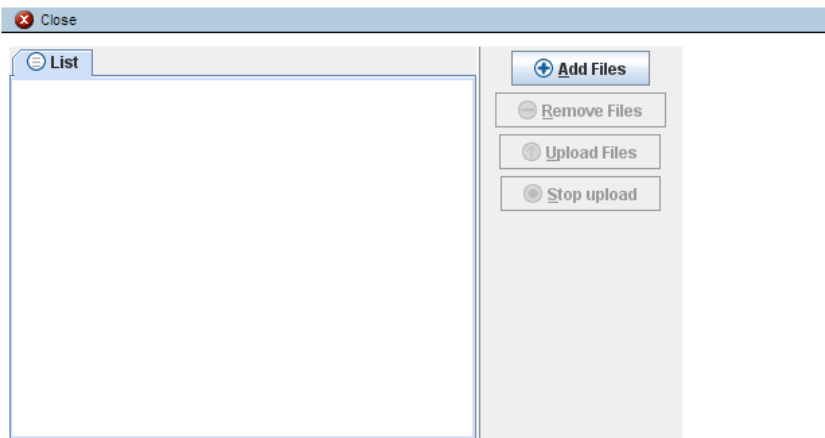 Close
List
Add Files
Remove Files
Upload Files
Stop upload